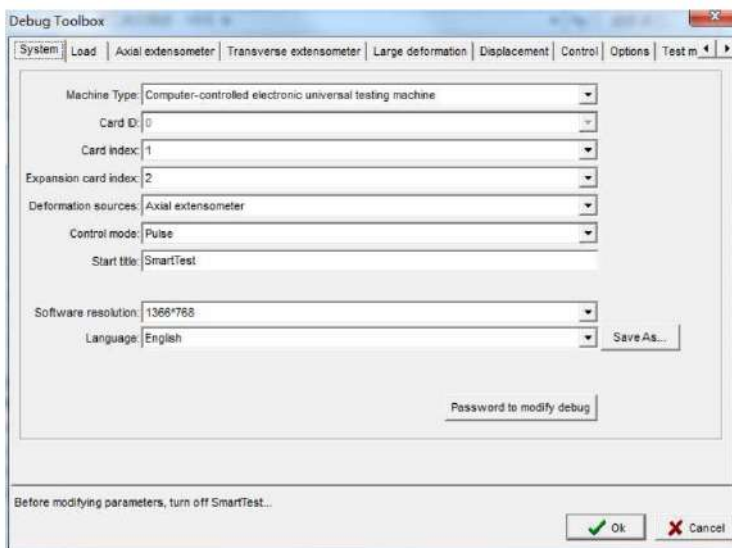 Debug Toolbox
System Load Axial extensometer Transverse extensometer Large deformation Displacement Control Options Test m
Machine Type: Computer-controlled electronic universal testing machine
Card ID: 0
Card index: 1
Expansion card index: 2
Deformation sources: Axial extensometer
Control mode: Pulse
Start title: SmartTest
Software resolution: 1366*768
Language: English Save As...
Password to modify debug
Before modifying parameters, turn off SmartTest...
Ok Cancel